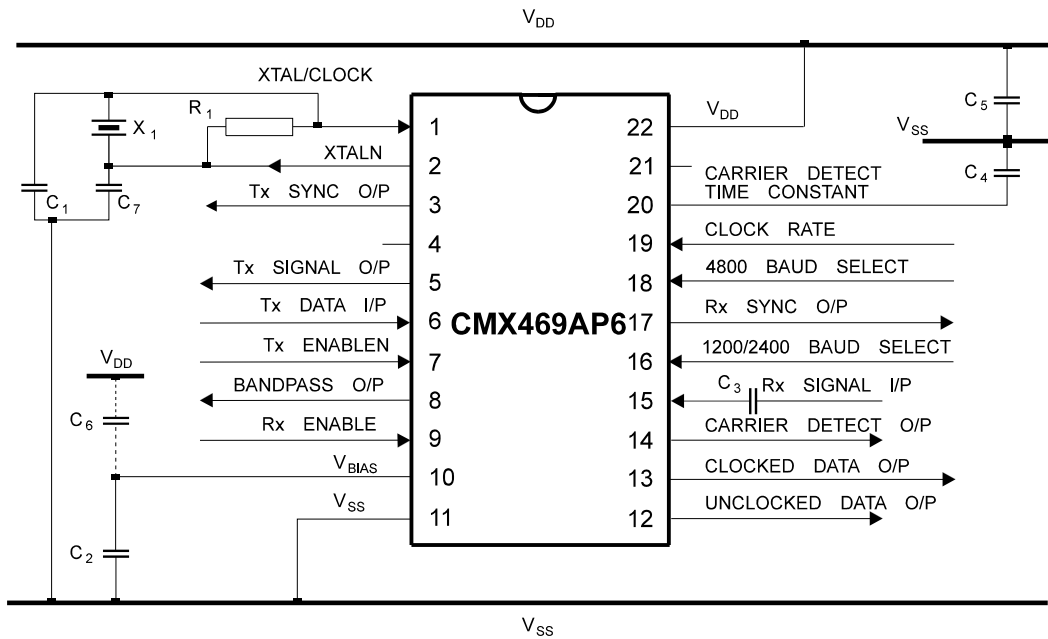 VDD
XTAL/CLOCK
R1
X1
C1
C7
XTALN
Tx SYNC O/P
Tx SIGNAL O/P
Tx DATA I/P
Tx ENABLEN
BANDPASS O/P
Rx ENABLE
VDD
C6
VBIAS
VSS
C2
1
2
3
4
5
6
7
8
9
10
11
CMX469AP6
22
21
20
19
18
17
16
15
14
13
12
VDD
C5
VSS
C4
CARRIER DETECT
TIME CONSTANT
CLOCK RATE
4800 BAUD SELECT
Rx SYNC O/P
1200/2400 BAUD SELECT
C3 Rx SIGNAL I/P
CARRIER DETECT O/P
CLOCKED DATA O/P
UNCLOCKED DATA O/P
VSS